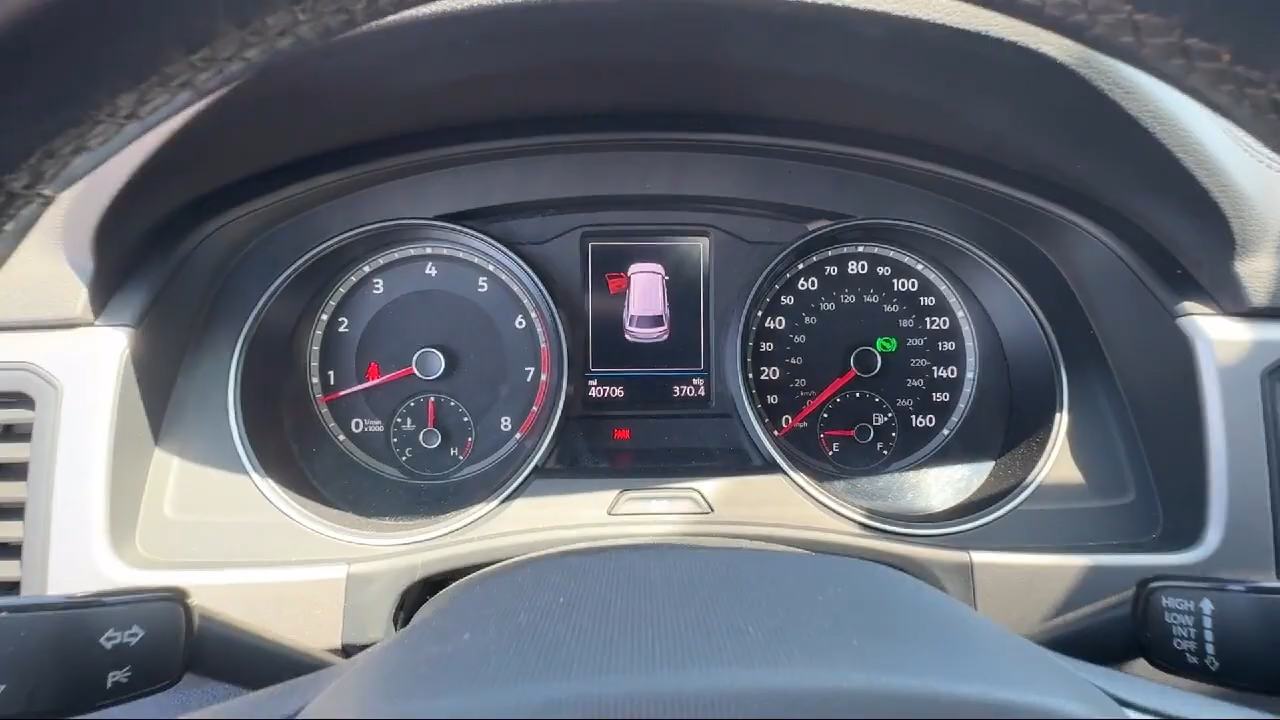 0 1 2 3 4 5 6 7 8
1/min
x1000
C H
mi trip
40706 370.4
PARK
0 10 20 30 40 50 60 70 80 90 100 110 120 130 140 150 160
mph
0 20 40 60 80 100 120 140 160 180 200 220 240 260
km/h
E F
HIGH
LOW
INT
OFF
1x